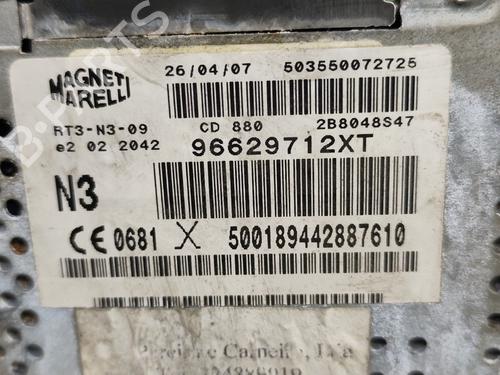 B-PARTS
MAGNETI MARELLI
26/04/07 503550072725
RT3-N3-09 CD 880 2B8048S47
e2 02 2042 96629712XT
N3
CE 0681 X 500189442887610